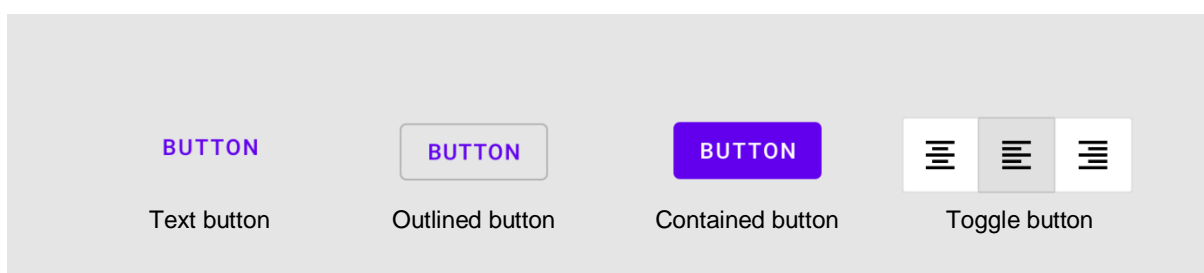 BUTTON
BUTTON
BUTTON
Text button
Outlined button
Contained button
Toggle button